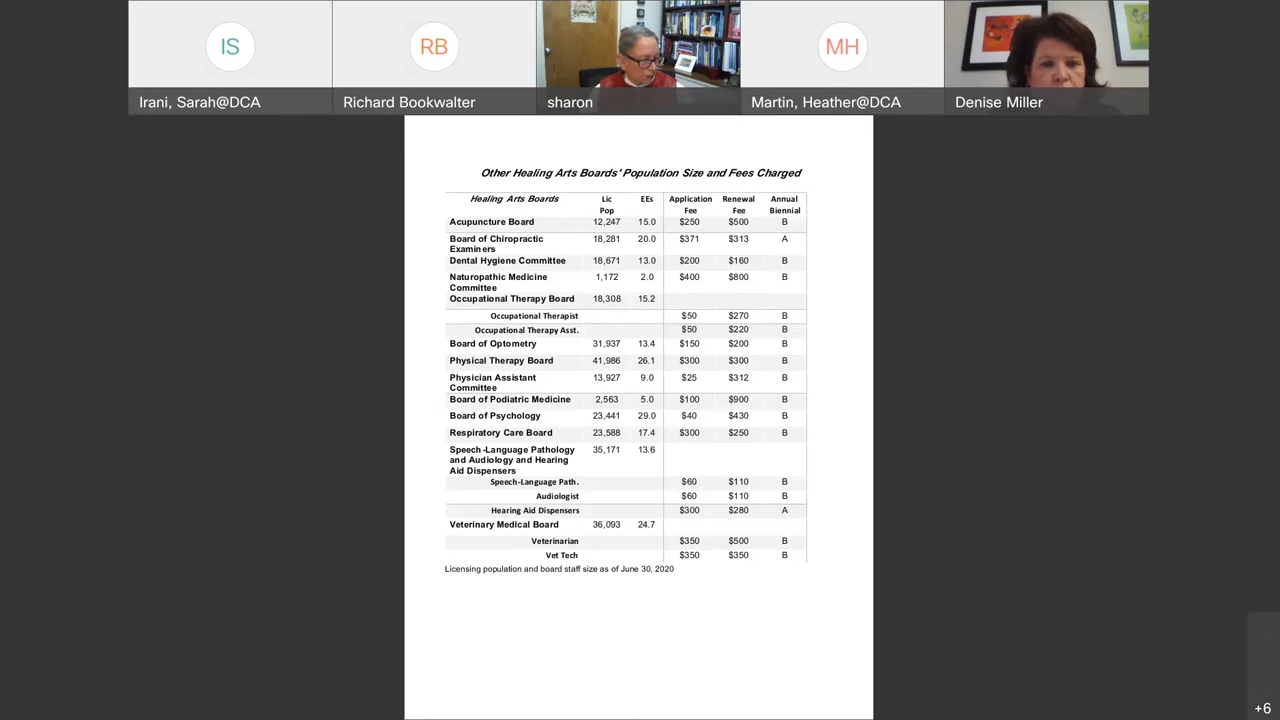 IS
RB
MH
Irani, Sarah@DCA
Richard Bookwalter
sharon
Martin, Heather@DCA
Denise Miller
Other Healing Arts Boards' Population Size and Fees Charged
Healing Arts Boards Lic Pop EEs Application Fee Renewal Fee Annual Biennial
Acupuncture Board 12,247 15.0 $250 $500 B
Board of Chiropractic 18,281 20.0 $371 $313 A
Examiners
Dental Hygiene Committee 18,671 13.0 $200 $160 B
Naturopathic Medicine 1,172 2.0 $400 $800 B
Committee
Occupational Therapy Board 18,308 15.2
Occupational Therapist $50 $270 B
Occupational Therapy Asst. $50 $220 B
Board of Optometry 31,937 13.4 $150 $200 B
Physical Therapy Board 41,986 26.1 $300 $300 B
Physician Assistant 13,927 9.0 $25 $312 B
Committee
Board of Podiatric Medicine 2,563 5.0 $100 $900 B
Board of Psychology 23,441 29.0 $40 $430 B
Respiratory Care Board 23,588 17.4 $300 $250 B
Speech-Language Pathology 35,171 13.6
and Audiology and Hearing
Aid Dispensers
Speech-Language Path. $60 $110 B
Audiologist $60 $110 B
Hearing Aid Dispensers $300 $280 A
Veterinary Medical Board 36,093 24.7
Veterinarian $350 $500 B
Vet Tech $350 $350 B
Licensing population and board staff size as of June 30, 2020
+6